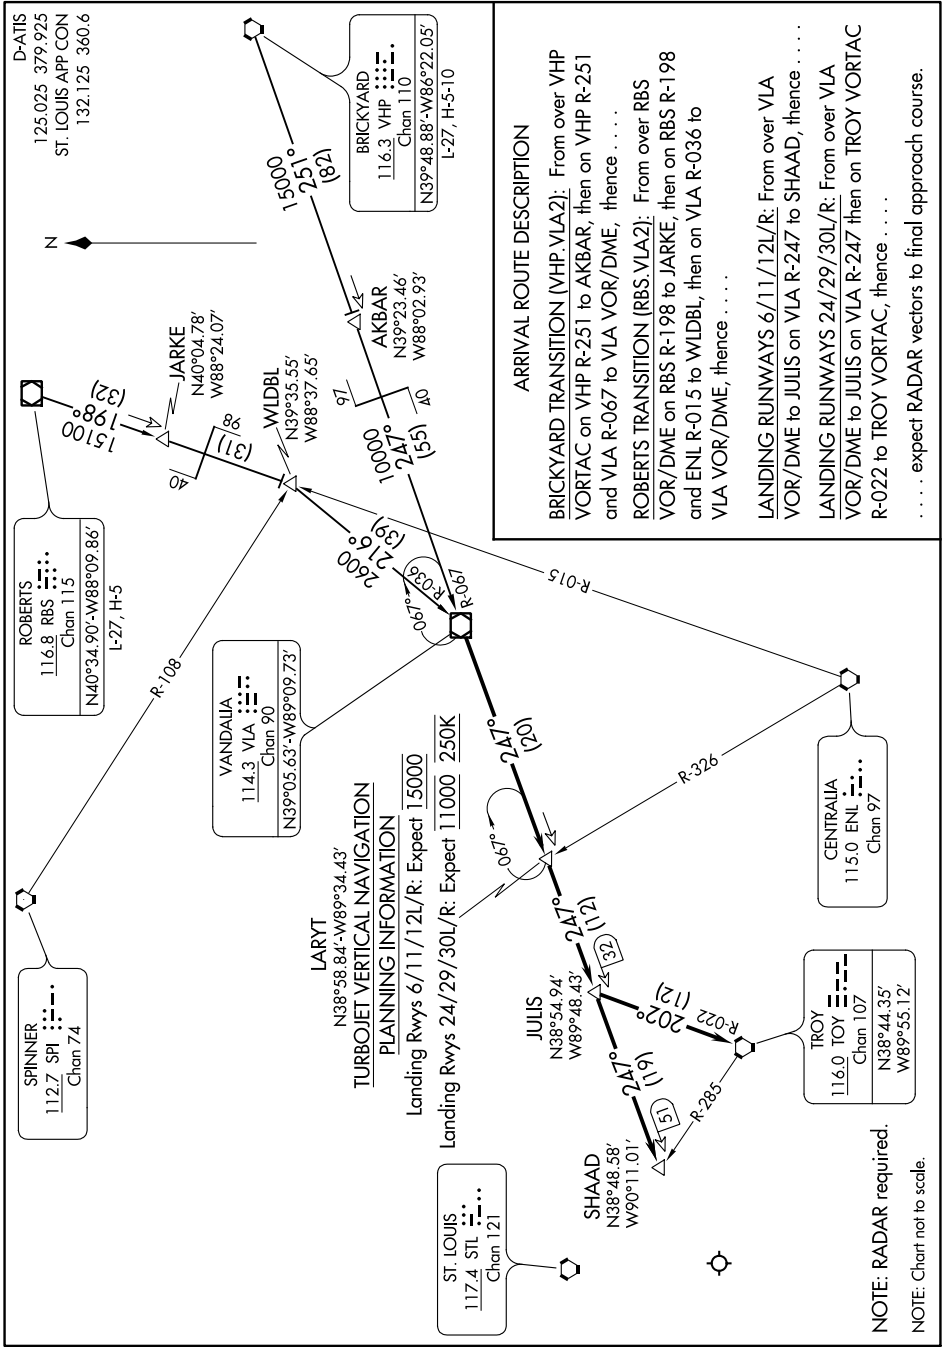 D-ATIS
125.025 379.925
ST. LOUIS APP CON
132.125 360.6
N
SPINNER
112.7 SPI
Chan 74
ROBERTS
116.8 RBS
Chan 115
N40°34.90′-W88°09.86′
L-27, H-5
15100
198°
(32)
JARKE
N40°04.78′
W88°24.07′
40
98
(31)
WLDBL
N39°35.55′
W88°37.65′
R-108
BRICKYARD
116.3 VHP
Chan 110
N39°48.88′-W86°22.05′
L-27, H-5-10
15000
251°
(82)
AKBAR
N39°23.46′
W88°02.93′
97
40
10000
247°
(55)
2600
216°
(39)
R-036
R-067
067°
VANDALIA
114.3 VLA
Chan 90
N39°05.63′-W89°09.73′
R-015
LARYT
N38°58.84′-W89°34.43′
TURBOJET VERTICAL NAVIGATION
PLANNING INFORMATION
Landing Rwys 6/11/12L/R: Expect 15000
Landing Rwys 24/29/30L/R: Expect 11000 250K
247°
(20)
067°
R-326
CENTRALIA
115.0 ENL
Chan 97
247°
(12)
32
JULIS
N38°54.94′
W89°48.43′
202°
(12)
R-022
TROY
116.0 TOY
Chan 107
N38°44.35′
W89°55.12′
247°
(19)
51
R-285
SHAAD
N38°48.58′
W90°11.01′
ST. LOUIS
117.4 STL
Chan 121
NOTE: RADAR required.
NOTE: Chart not to scale.
ARRIVAL ROUTE DESCRIPTION
BRICKYARD TRANSITION (VHP.VLA2): From over VHP
VORTAC on VHP R-251 to AKBAR, then on VHP R-251
and VLA R-067 to VLA VOR/DME, thence . . . .
ROBERTS TRANSITION (RBS.VLA2): From over RBS
VOR/DME on RBS R-198 to JARKE, then on RBS R-198
and ENL R-015 to WLDBL, then on VLA R-036 to
VLA VOR/DME, thence . . . .
LANDING RUNWAYS 6/11/12L/R: From over VLA
VOR/DME to JULIS on VLA R-247 to SHAAD, thence . . . .
LANDING RUNWAYS 24/29/30L/R: From over VLA
VOR/DME to JULIS on VLA R-247 then on TROY VORTAC
R-022 to TROY VORTAC, thence . . . .
. . . . expect RADAR vectors to final approach course.